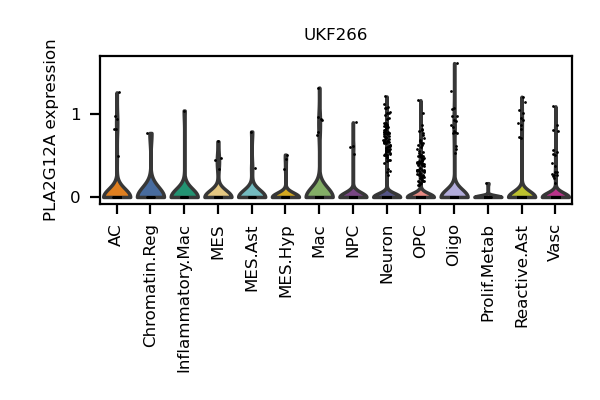 UKF266
PLA2G12A expression
1
0
AC
Chromatin.Reg
Inflammatory.Mac
MES
MES.Ast
MES.Hyp
Mac
NPC
Neuron
OPC
Oligo
Prolif.Metab
Reactive.Ast
Vasc